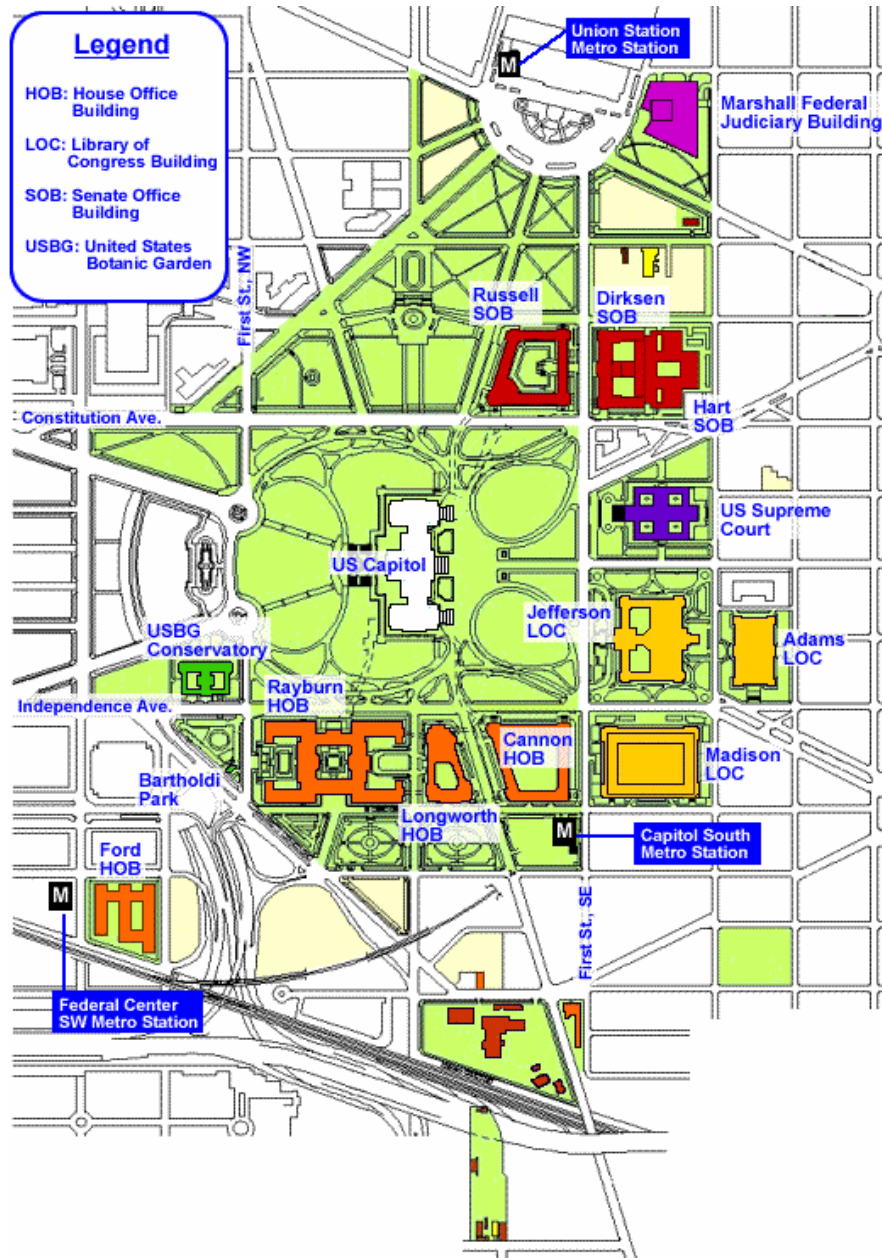 Legend
HOB: House Office
Building
LOC: Library of
Congress Building
SOB: Senate Office
Building
USBG: United States
Botanic Garden
Union Station
Metro Station
M
Marshall Federal
Judiciary Building
First St., NW
Russell
SOB
Dirksen
SOB
Constitution Ave.
Hart
SOB
US Supreme
Court
US Capitol
Jefferson
LOC
Adams
LOC
USBG
Conservatory
Rayburn
HOB
Independence Ave.
Cannon
HOB
Madison
LOC
Bartholdi
Park
Longworth
HOB
M
Capitol South
Metro Station
Ford
HOB
M
First St., SE
Federal Center
SW Metro Station